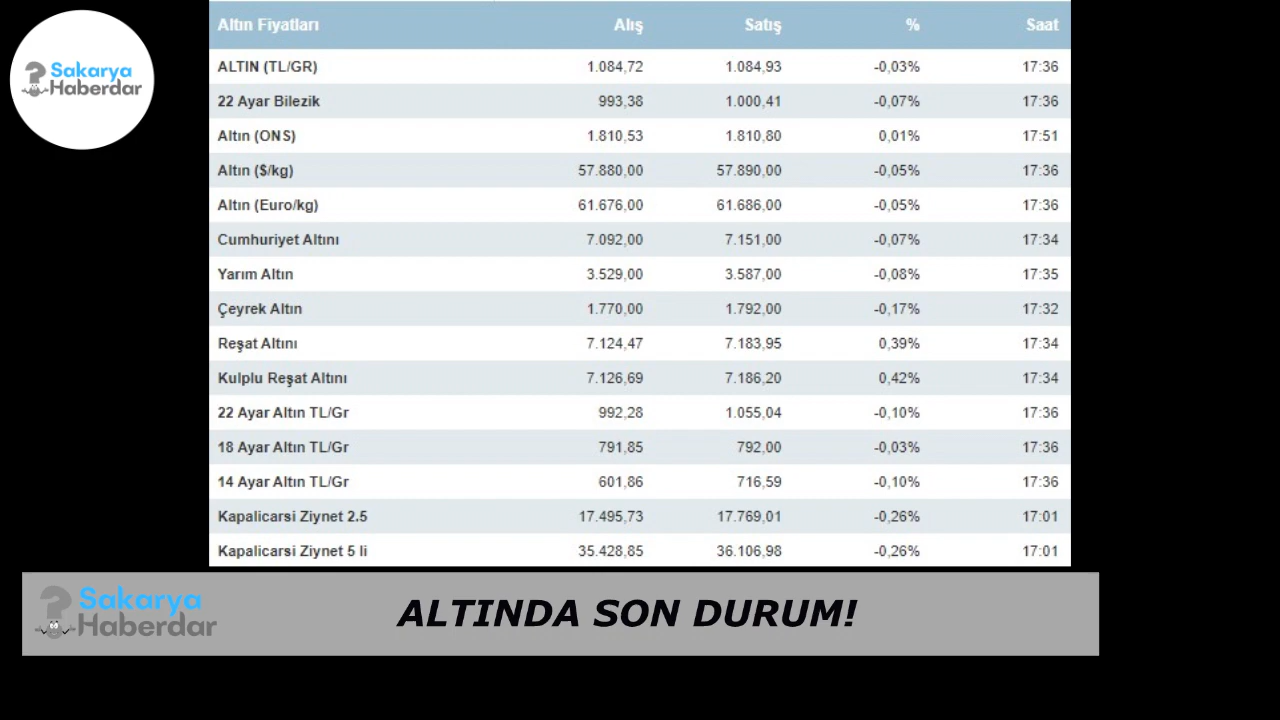 Sakarya
Haberdar
Altın Fiyatları Alış Satış % Saat
ALTIN (TL/GR) 1.084,72 1.084,93 -0,03% 17:36
22 Ayar Bilezik 993,38 1.000,41 -0,07% 17:36
Altın (ONS) 1.810,53 1.810,80 0,01% 17:51
Altın ($/kg) 57.880,00 57.890,00 -0,05% 17:36
Altın (Euro/kg) 61.676,00 61.686,00 -0,05% 17:36
Cumhuriyet Altını 7.092,00 7.151,00 -0,07% 17:34
Yarım Altın 3.529,00 3.587,00 -0,08% 17:35
Çeyrek Altın 1.770,00 1.792,00 -0,17% 17:32
Reşat Altını 7.124,47 7.183,95 0,39% 17:34
Kulplu Reşat Altını 7.126,69 7.186,20 0,42% 17:34
22 Ayar Altın TL/Gr 992,28 1.055,04 -0,10% 17:36
18 Ayar Altın TL/Gr 791,85 792,00 -0,03% 17:36
14 Ayar Altın TL/Gr 601,86 716,59 -0,10% 17:36
Kapalicarsi Ziynet 2.5 17.495,73 17.769,01 -0,26% 17:01
Kapalicarsi Ziynet 5 li 35.428,85 36.106,98 -0,26% 17:01
Sakarya
Haberdar
ALTINDA SON DURUM!